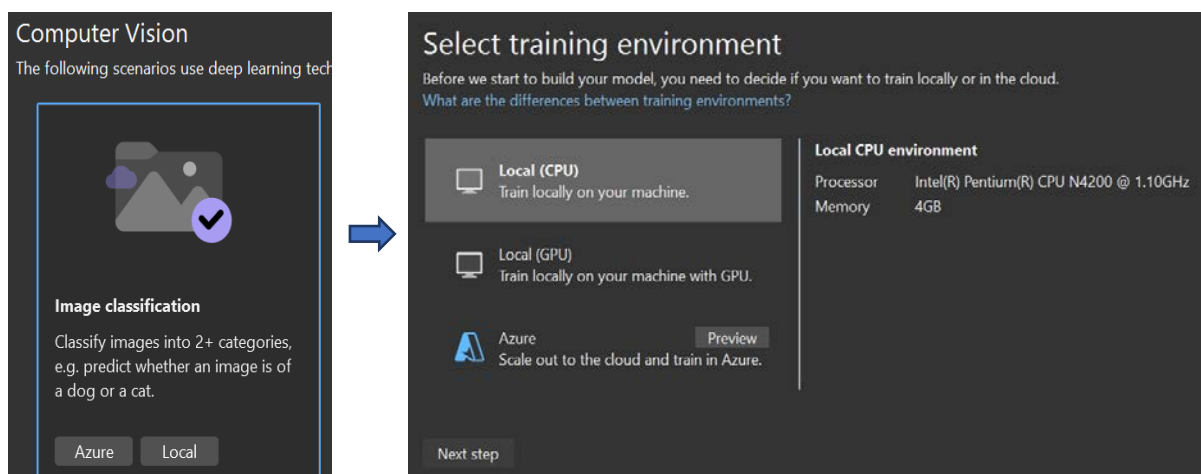 Computer Vision
The following scenarios use deep learning tech
Image classification
Classify images into 2+ categories,
e.g. predict whether an image is of
a dog or a cat.
Azure Local
Select training environment
Before we start to build your model, you need to decide if you want to train locally or in the cloud.
What are the differences between training environments?
Local (CPU)
Train locally on your machine.
Local (GPU)
Train locally on your machine with GPU.
Azure Preview
Scale out to the cloud and train in Azure.
Local CPU environment
Processor Intel(R) Pentium(R) CPU N4200 @ 1.10GHz
Memory 4GB
Next step